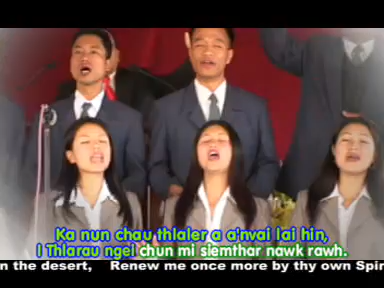 Ka nun chau thlaler a a'nvai lai hin,
I Thlarau ngei chun mi siemthar nawk rawh.
n the desert, Renew me once more by thy own Spir